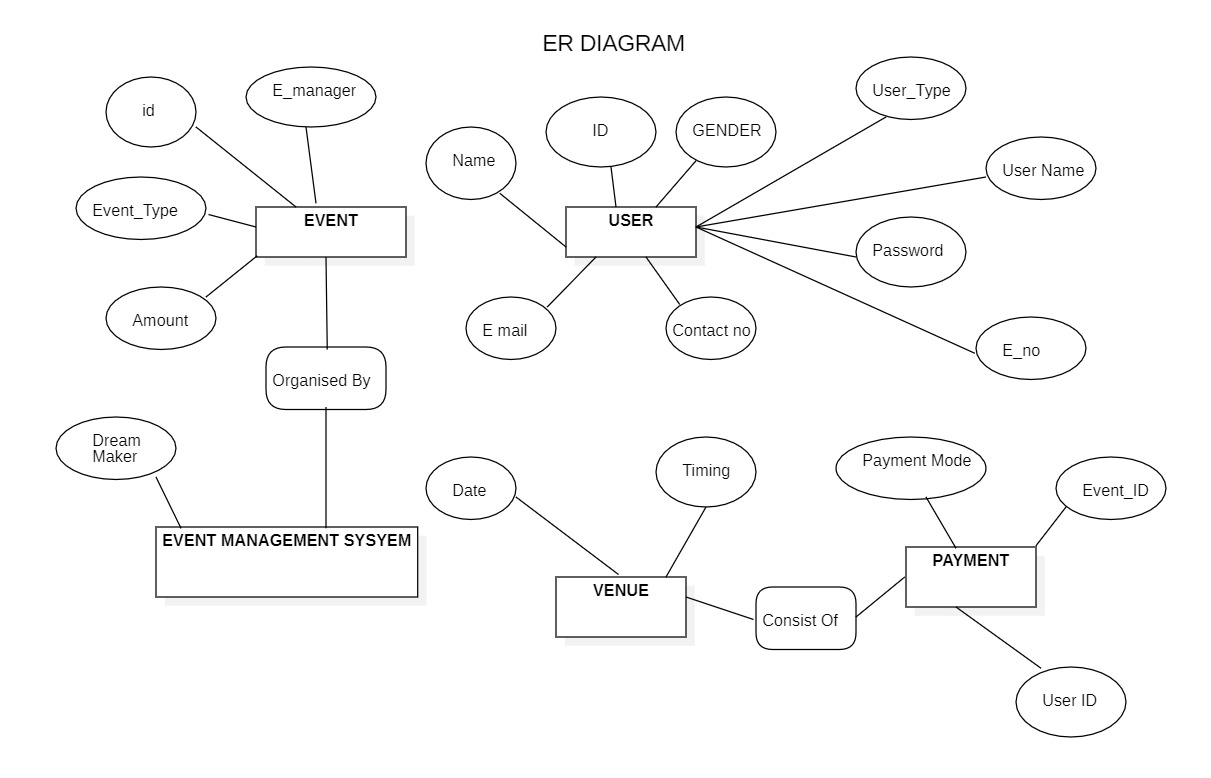 ER DIAGRAM
id
E_manager
Event_Type
EVENT
Amount
Organised By
Dream
Maker
EVENT MANAGEMENT SYSYEM
Name
ID
GENDER
USER
E mail
Contact no
User_Type
User Name
Password
E_no
Date
Timing
VENUE
Consist Of
Payment Mode
Event_ID
PAYMENT
User ID